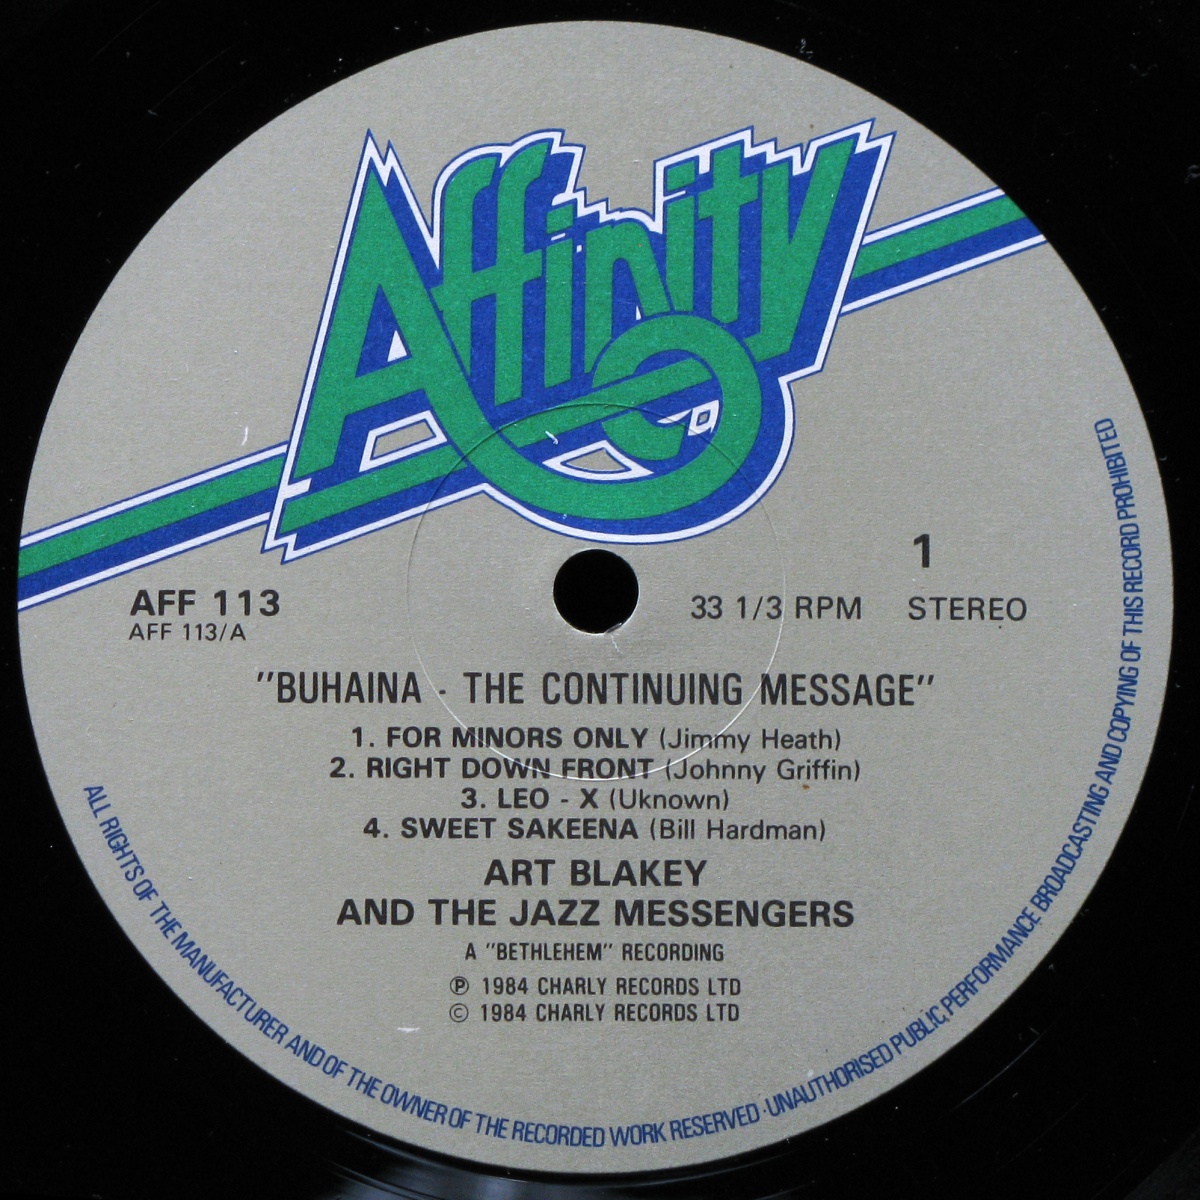 Affinity
1
AFF 113
AFF 113/A
33 1/3 RPM STEREO
"BUHAINA - THE CONTINUING MESSAGE"
1. FOR MINORS ONLY (Jimmy Heath)
2. RIGHT DOWN FRONT (Johnny Griffin)
3. LEO - X (Uknown)
4. SWEET SAKEENA (Bill Hardman)
ART BLAKEY
AND THE JAZZ MESSENGERS
A "BETHLEHEM" RECORDING
℗ 1984 CHARLY RECORDS LTD
© 1984 CHARLY RECORDS LTD
ALL RIGHTS OF THE MANUFACTURER AND OF THE OWNER OF THE RECORDED WORK RESERVED · UNAUTHORISED PUBLIC, PERFORMANCE BROADCASTING AND COPYING OF THIS RECORD PROHIBITED